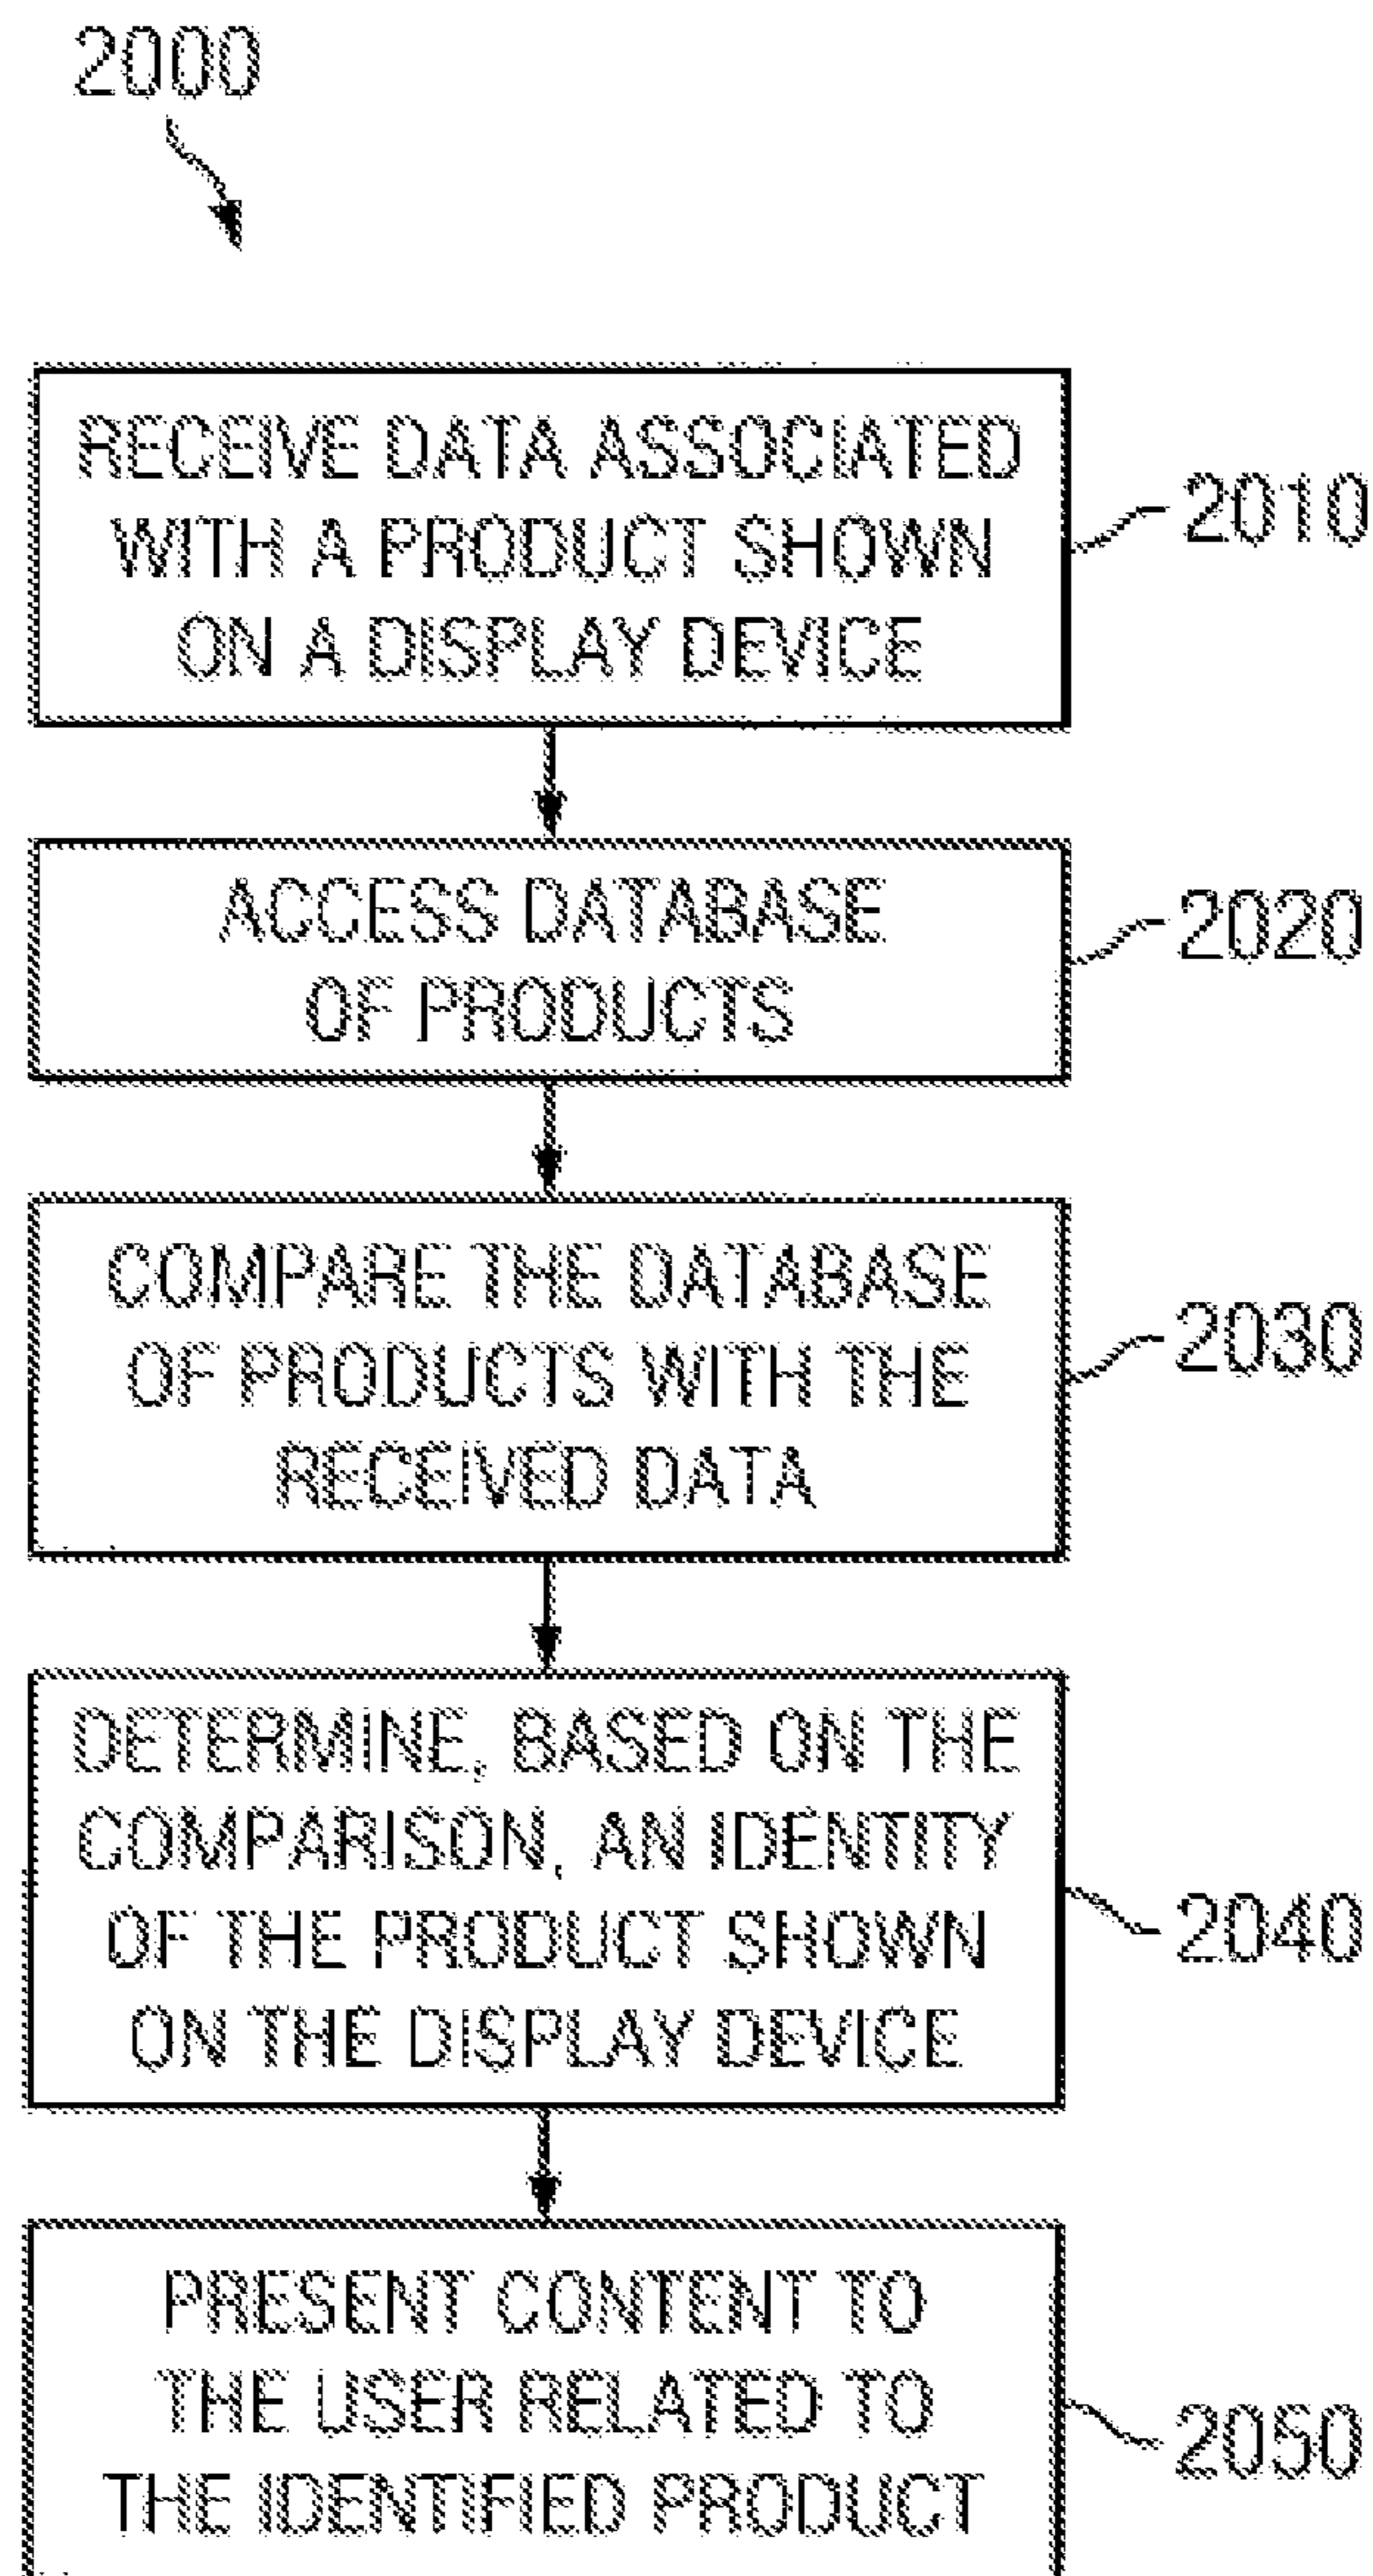 2000
RECEIVE DATA ASSOCIATED
WITH A PRODUCT SHOWN
ON A DISPLAY DEVICE
2010
ACCESS DATABASE
OF PRODUCTS
2020
COMPARE THE DATABASE
OF PRODUCTS WITH THE
RECEIVED DATA
2030
DETERMINE, BASED ON THE
COMPARISON, AN IDENTITY
OF THE PRODUCT SHOWN
ON THE DISPLAY DEVICE
2040
PRESENT CONTENT TO
THE USER RELATED TO
THE IDENTIFIED PRODUCT
2050